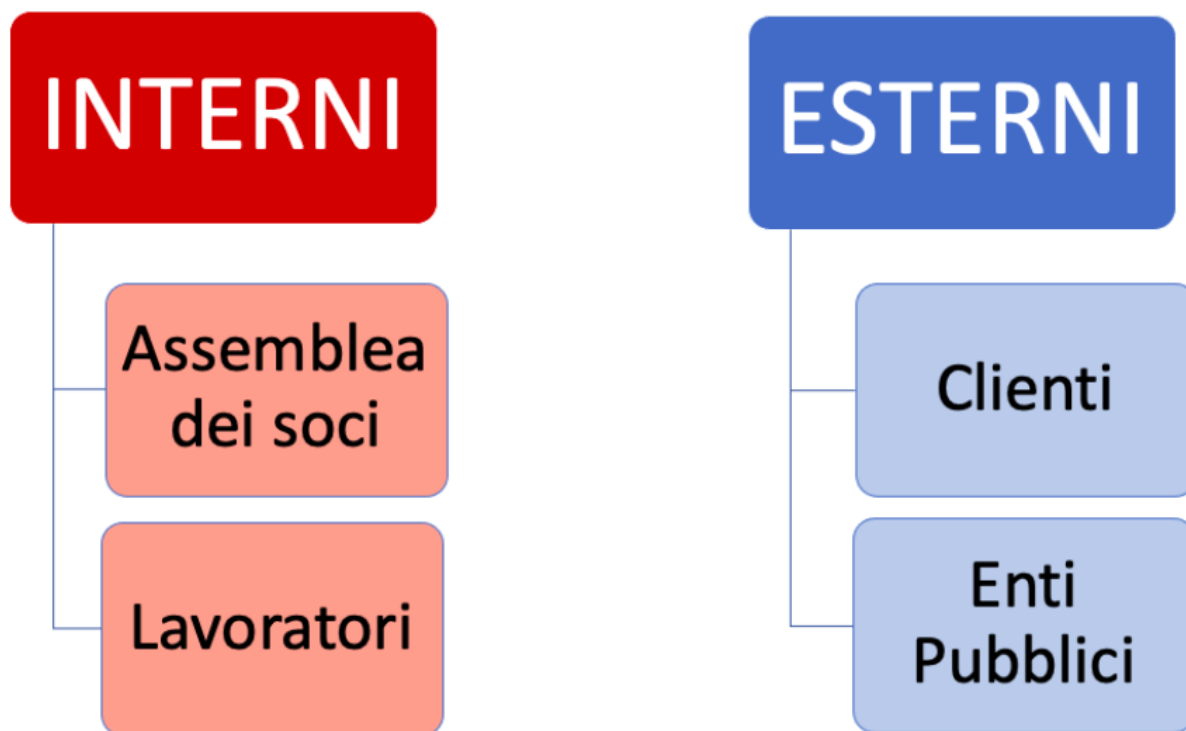 INTERNI
Assemblea
dei soci
Lavoratori
ESTERNI
Clienti
Enti
Pubblici